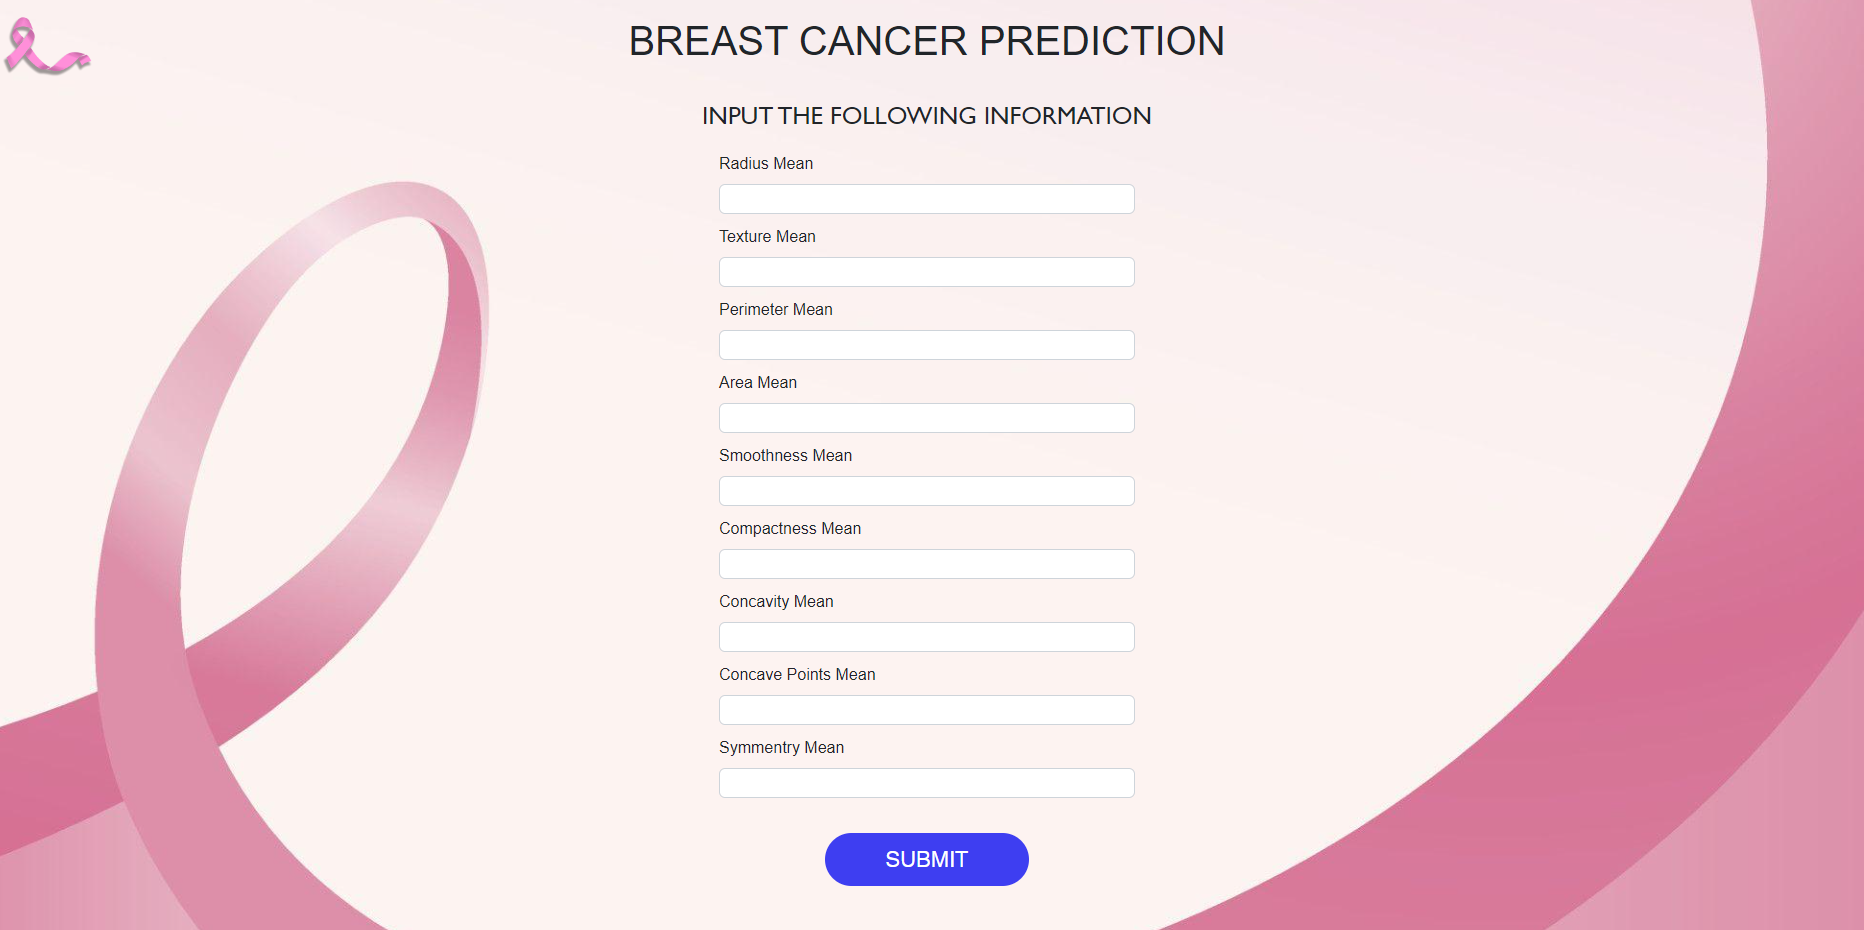 BREAST CANCER PREDICTION
INPUT THE FOLLOWING INFORMATION
Radius Mean
Texture Mean
Perimeter Mean
Area Mean
Smoothness Mean
Compactness Mean
Concavity Mean
Concave Points Mean
Symmentry Mean
SUBMIT